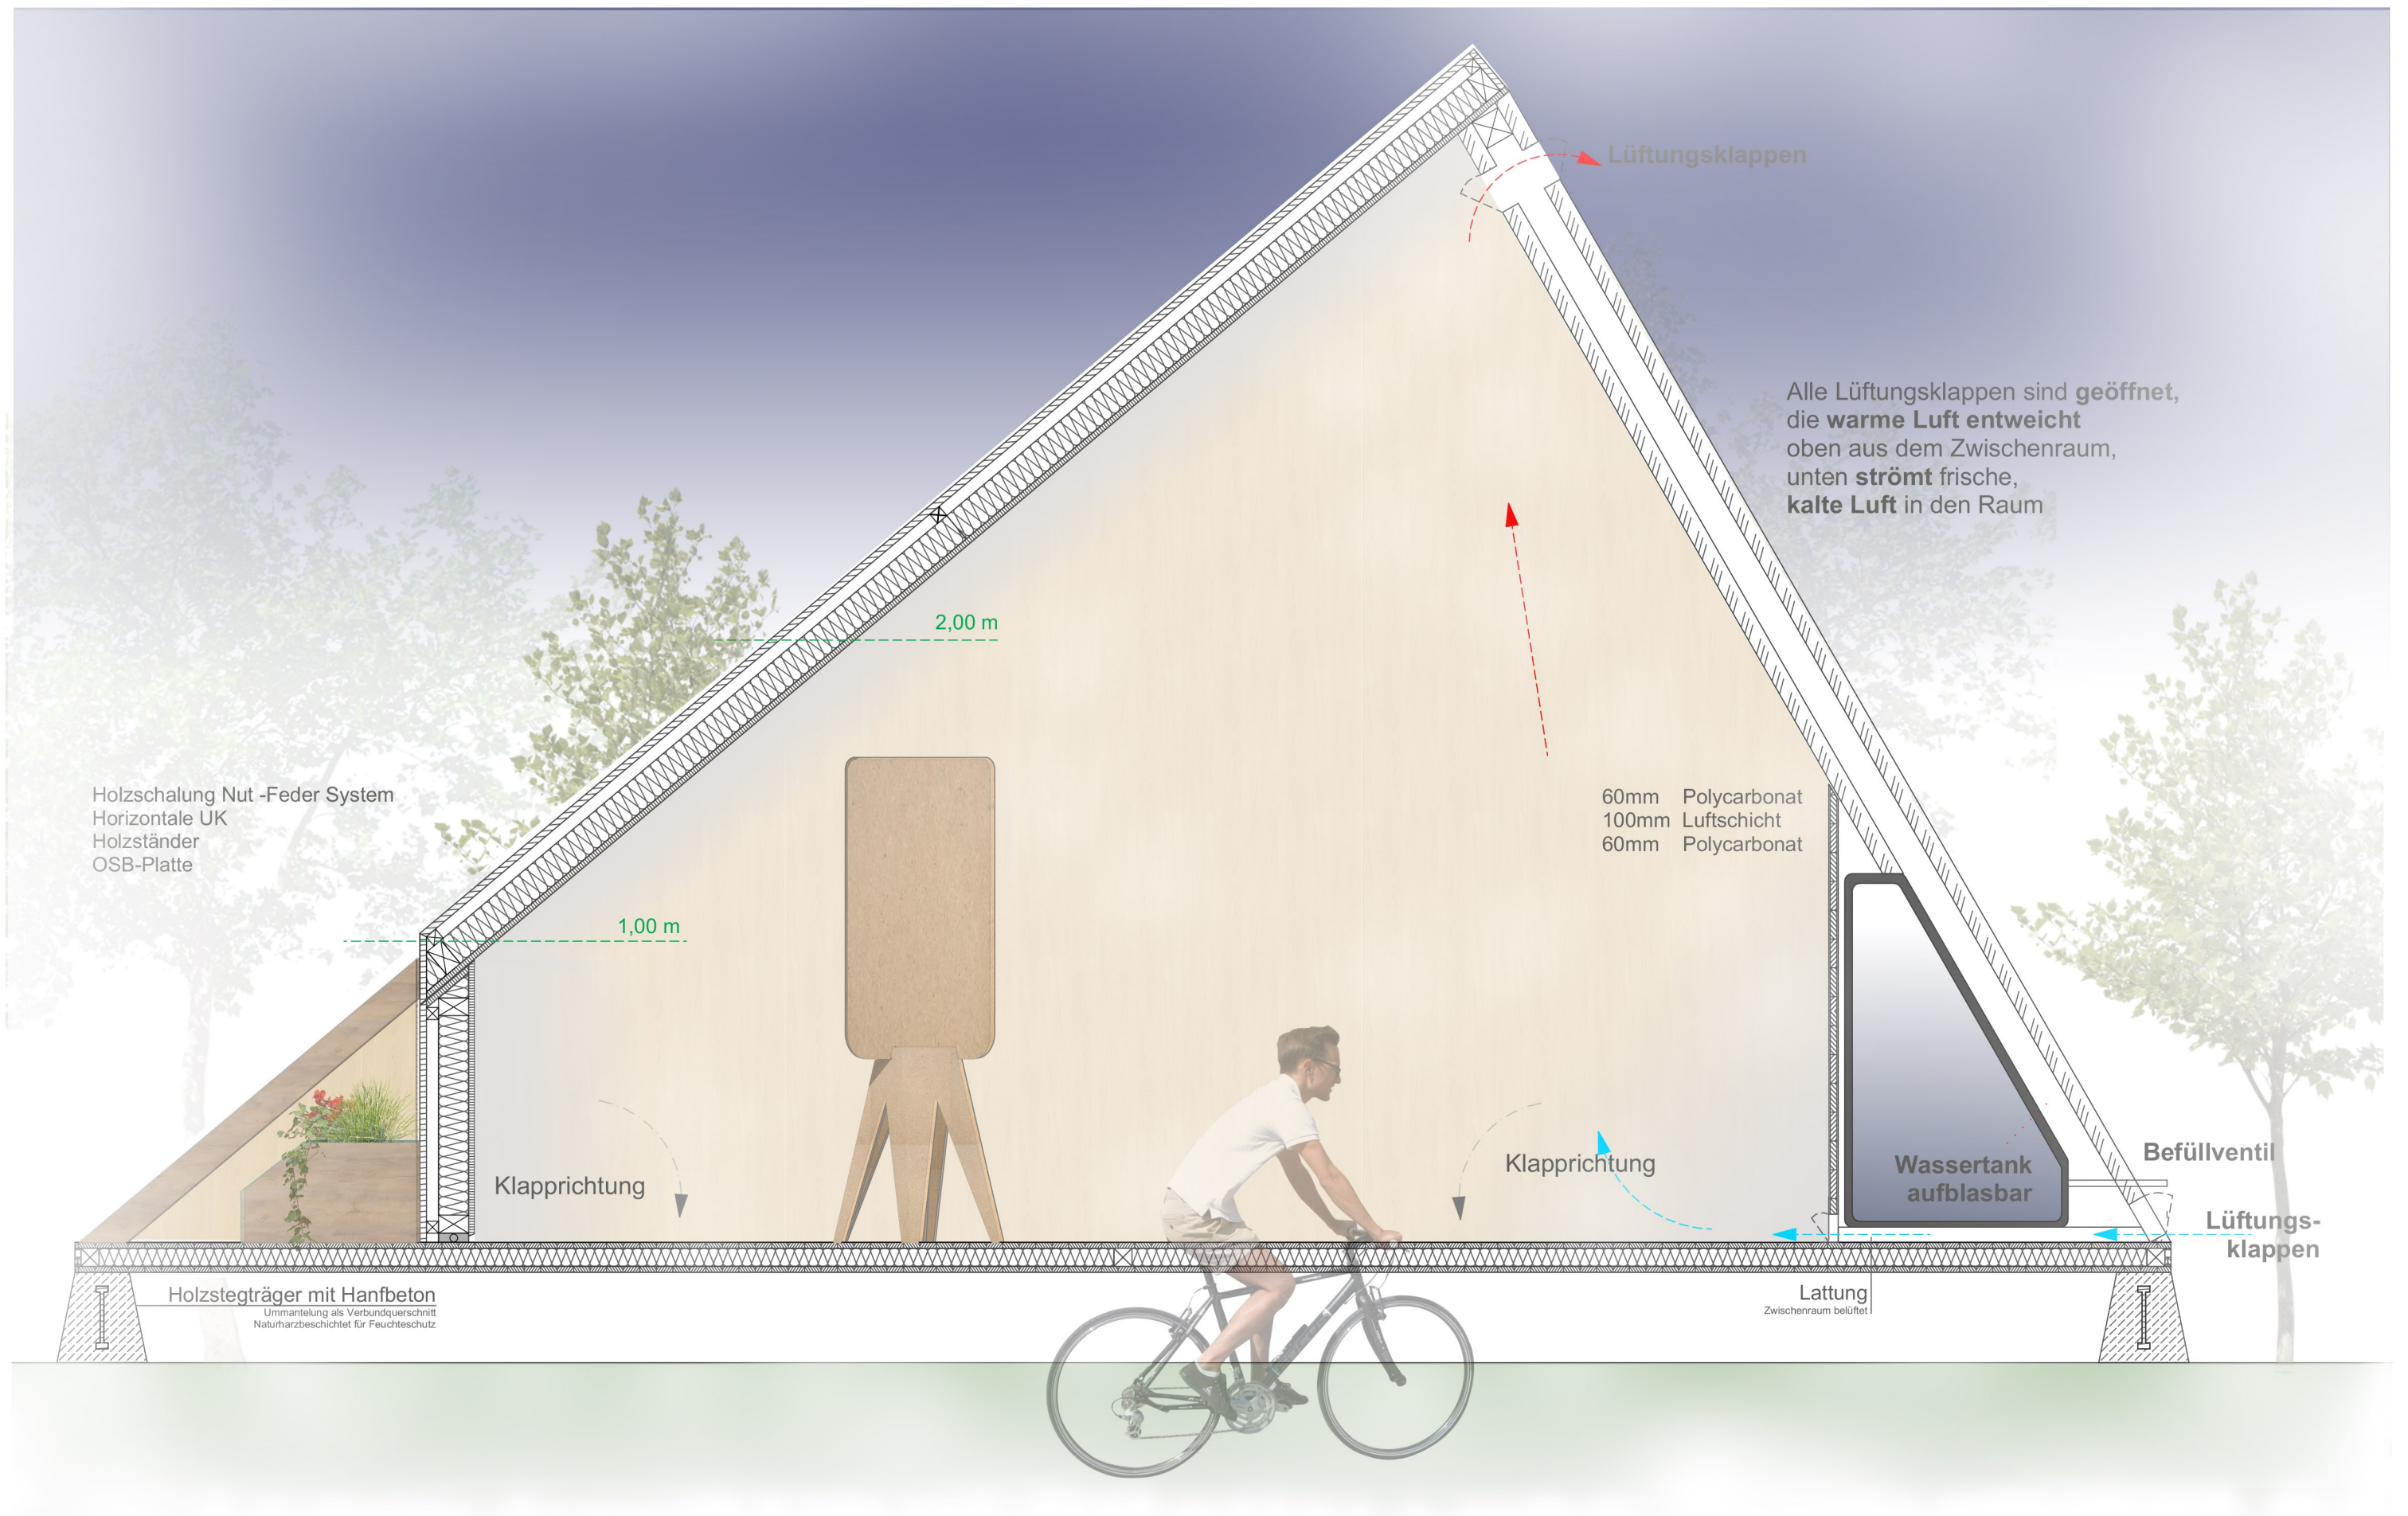 Lüftungsklappen
Alle Lüftungsklappen sind geöffnet,
die warme Luft entweicht
oben aus dem Zwischenraum,
unten strömt frische,
kalte Luft in den Raum
2,00 m
Holzschalung Nut -Feder System
Horizontale UK
Holzständer
OSB-Platte
60mm Polycarbonat
100mm Luftschicht
60mm Polycarbonat
1,00 m
Klapprichtung
Klapprichtung
Wassertank
aufblasbar
Befüllventil
Lüftungs-
klappen
Holzstegträger mit Hanfbeton
Ummantelung als Verbundquerschnitt
Naturharzbeschichtet für Feuchteschutz
Lattung
Zwischenraum belüftet